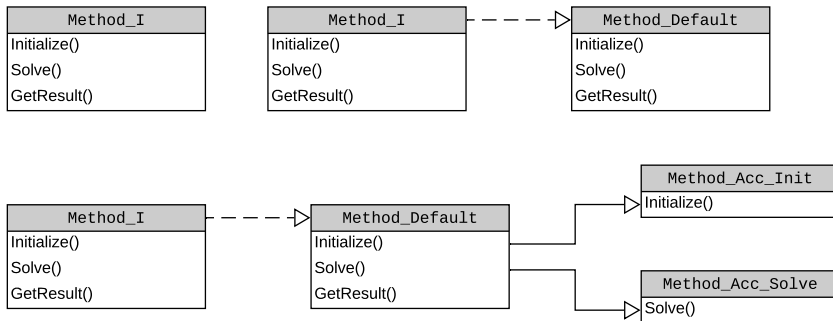 Method_I
Initialize()
Solve()
GetResult()
Method_I
Initialize()
Solve()
GetResult()
Method_Default
Initialize()
Solve()
GetResult()
Method_I
Initialize()
Solve()
GetResult()
Method_Default
Initialize()
Solve()
GetResult()
Method_Acc_Init
Initialize()
Method_Acc_Solve
Solve()